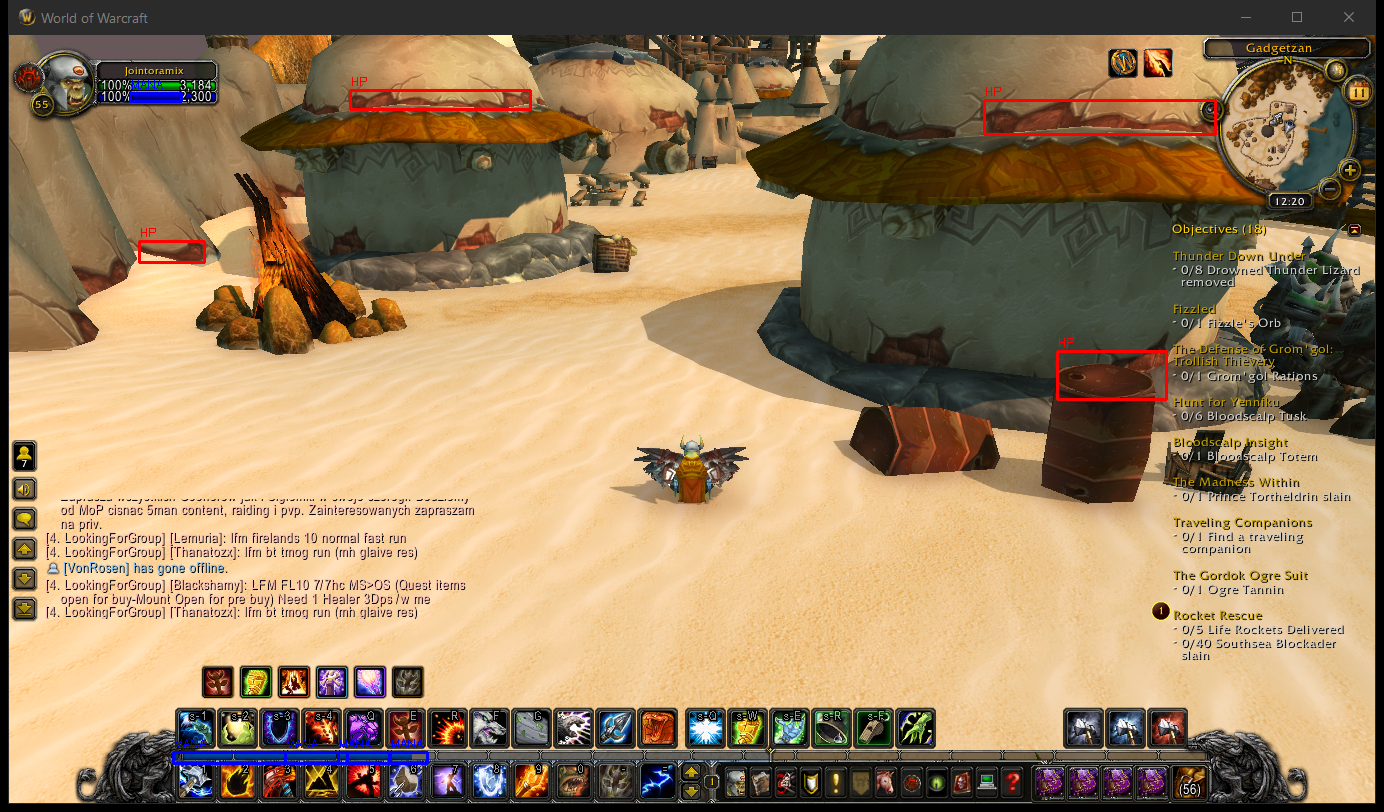 World of Warcraft
Gadgetzan
N
HP
HP
Jointoramix
100% MANA 3,184
100% 2,300
55
11
12:20
HP
HP
Objectives (18)
Thunder Down Under
- 0/8 Drowned Thunder Lizard
removed
Fizzled
- 0/1 Fizzle's Orb
The Defense of Grom'gol:
Trollish Thievery
- 0/1 Grom'gol Rations
Hunt for Yenniku
- 0/6 Bloodscalp Tusk
Bloodscalp Insight
- 0/1 Bloodscalp Totem
The Madness Within
- 0/1 Prince Tortheldrin slain
Traveling Companions
- 0/1 Find a traveling
companion
The Gordok Ogre Suit
- 0/1 Ogre Tannin
1
Rocket Rescue
- 0/5 Life Rockets Delivered
- 0/40 Southsea Blockader
slain
7
od MoP cisnac 5man content, raiding i pvp. Zainteresowanych zapraszam
na priv.
[4. LookingForGroup] [Lemuria]: lfm firelands 10 normal fast run
[4. LookingForGroup] [Thanatozx]: lfm bt tmog run (mh glaive res)
[VonRosen] has gone offline.
[4. LookingForGroup] [Blackshamy]: LFM FL10 7/7hc MS>OS (Quest items
open for buy-Mount Open for pre buy) Need 1 Healer 3Dps /w me
[4. LookingForGroup] [Thanatozx]: lfm bt tmog run (mh glaive res)
s-1 s-2 s-3 s-4 Q E R F G s-Q s-W s-E s-R s-F
MANA
2 3 4 5 6 7 8 9 0 - =
1
(56)